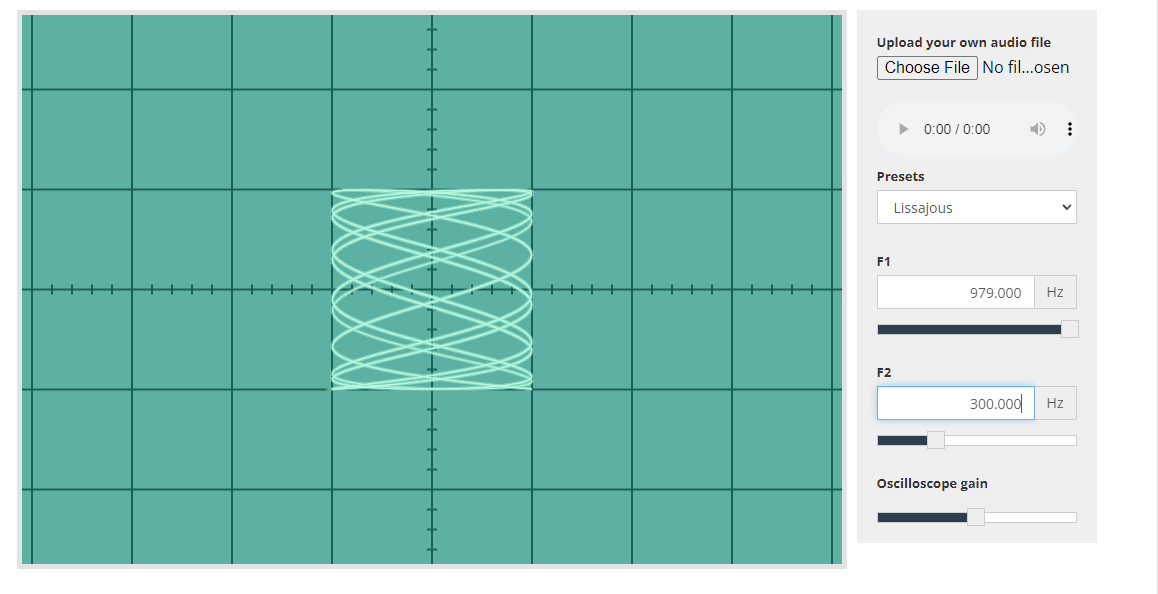 Upload your own audio file
Choose File No fil...osen
0:00 / 0:00
Presets
Lissajous
F1
979.000 Hz
F2
300.000 Hz
Oscilloscope gain